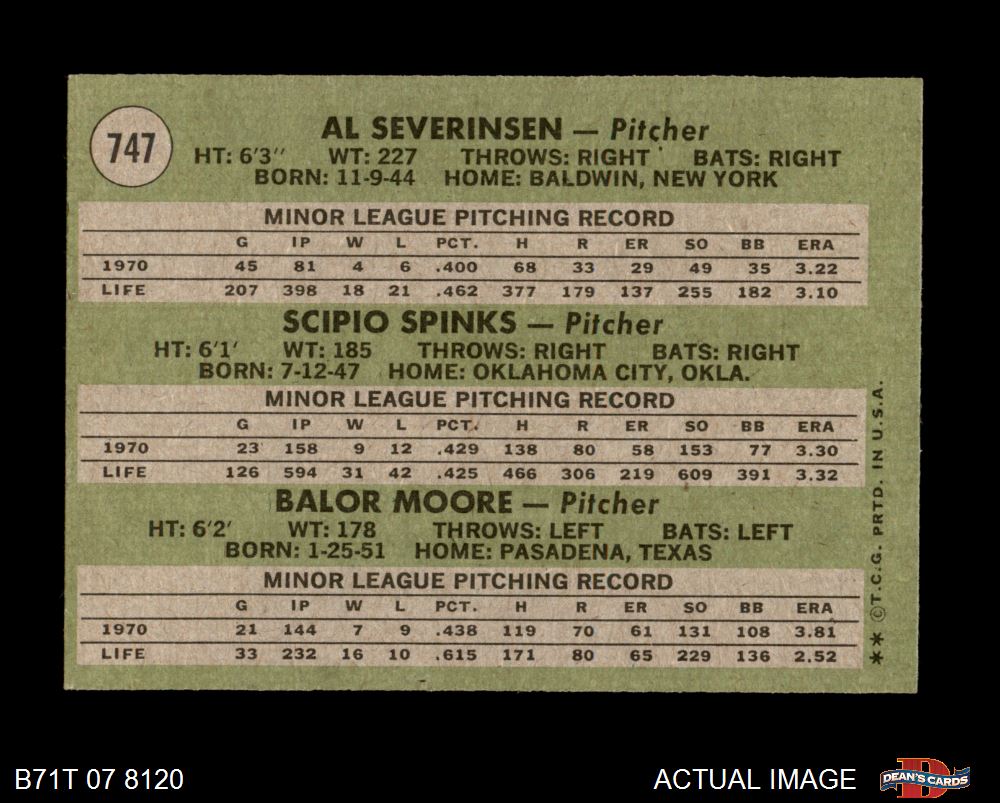 747
AL SEVERINSEN — Pitcher
HT: 6'3" WT: 227 THROWS: RIGHT BATS: RIGHT
BORN: 11-9-44 HOME: BALDWIN, NEW YORK
MINOR LEAGUE PITCHING RECORD
G IP W L PCT. H R ER SO BB ERA
1970 45 81 4 6 .400 68 33 29 49 35 3.22
LIFE 207 398 18 21 .462 377 179 137 255 182 3.10
SCIPIO SPINKS — Pitcher
HT: 6'1' WT: 185 THROWS: RIGHT BATS: RIGHT
BORN: 7-12-47 HOME: OKLAHOMA CITY, OKLA.
MINOR LEAGUE PITCHING RECORD
G IP W L PCT. H R ER SO BB ERA
1970 23 158 9 12 .429 138 80 58 153 77 3.30
LIFE 126 594 31 42 .425 466 306 219 609 391 3.32
BALOR MOORE — Pitcher
HT: 6'2' WT: 178 THROWS: LEFT BATS: LEFT
BORN: 1-25-51 HOME: PASADENA, TEXAS
MINOR LEAGUE PITCHING RECORD
G IP W L PCT. H R ER SO BB ERA
1970 21 144 7 9 .438 119 70 61 131 108 3.81
LIFE 33 232 16 10 .615 171 80 65 229 136 2.52
** ©T.C.G. PRTD. IN U.S.A.
B71T 07 8120
ACTUAL IMAGE
DEAN'S CARDS